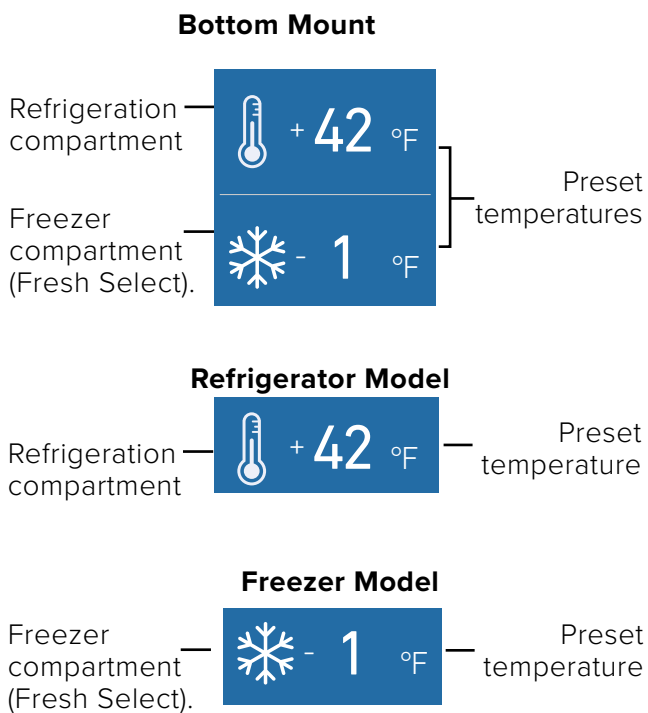 Bottom Mount
Refrigeration
compartment
+ 42 °F
Freezer
compartment
(Fresh Select).
- 1 °F
Preset
temperatures
Refrigerator Model
Refrigeration
compartment
+ 42 °F
Preset
temperature
Freezer Model
Freezer
compartment
(Fresh Select).
- 1 °F
Preset
temperature